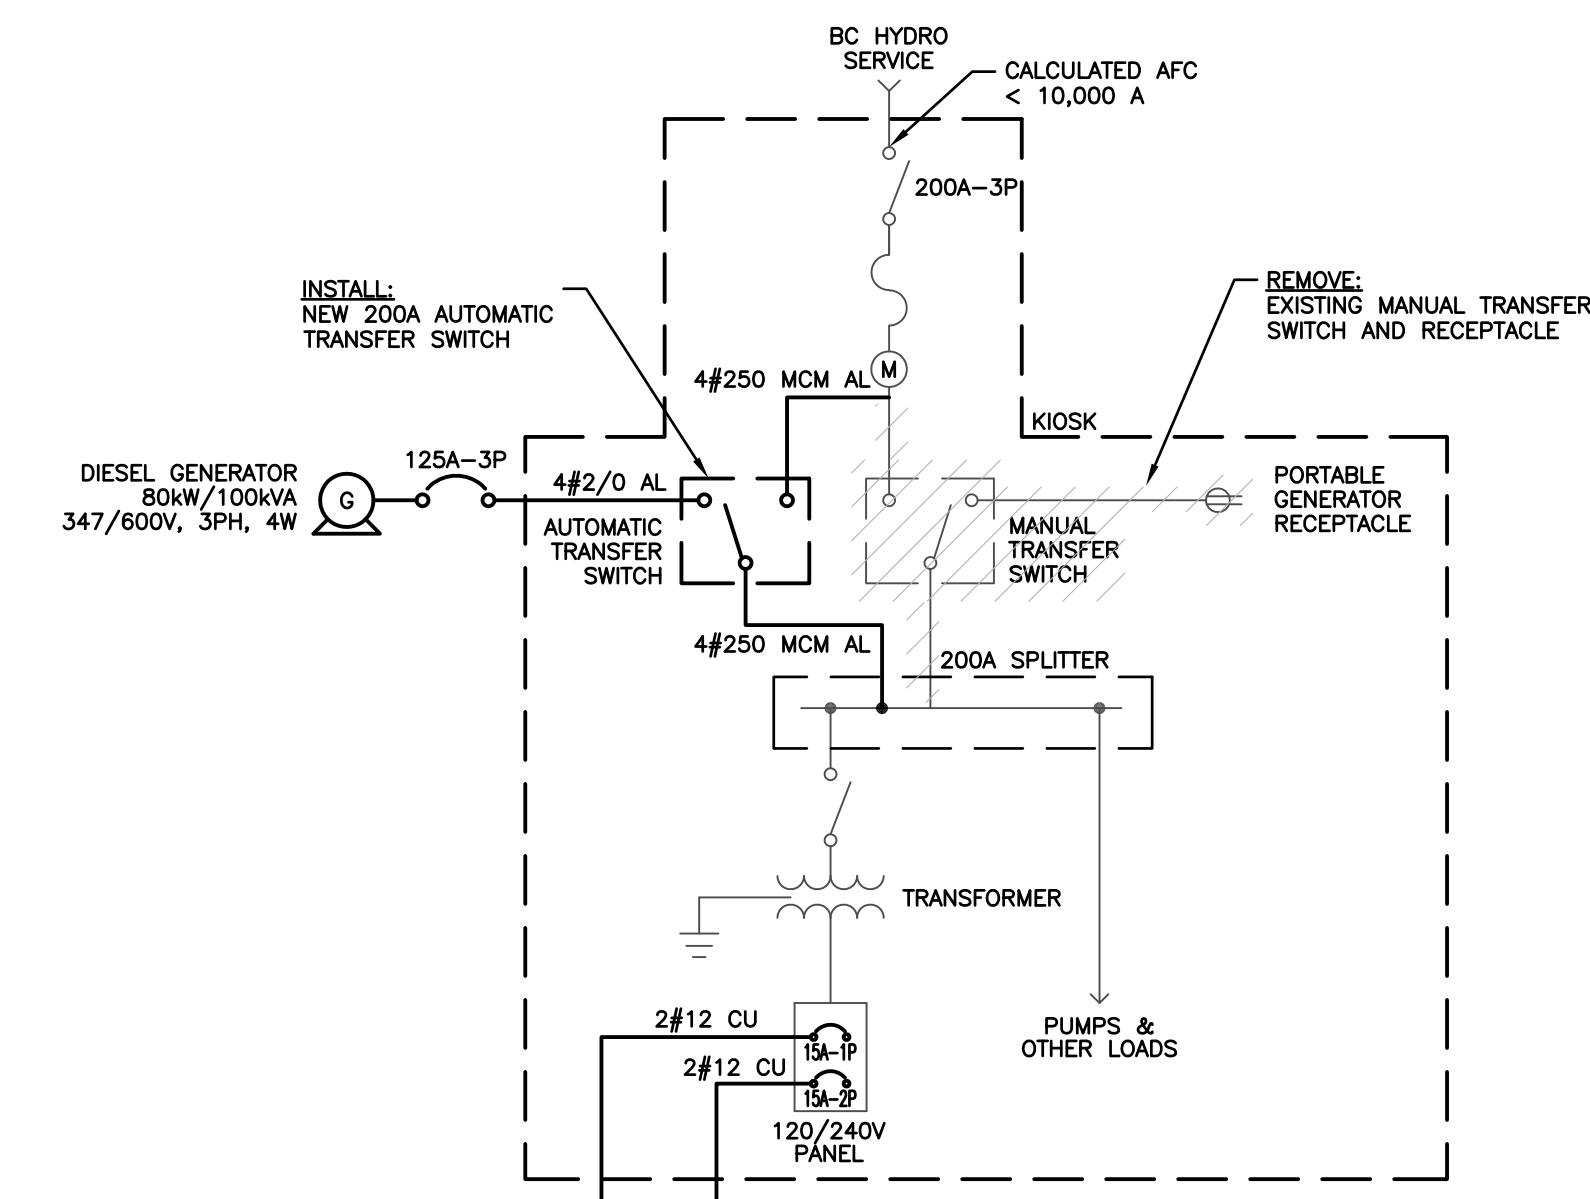 BC HYDRO
SERVICE
CALCULATED AFC
< 10,000 A
200A-3P
INSTALL:
NEW 200A AUTOMATIC
TRANSFER SWITCH
REMOVE:
EXISTING MANUAL TRANSFER
SWITCH AND RECEPTACLE
M
4#250 MCM AL
KIOSK
DIESEL GENERATOR
80kW/100kVA
347/600V, 3PH, 4W
G
125A-3P
4#2/0 AL
AUTOMATIC
TRANSFER
SWITCH
MANUAL
TRANSFER
SWITCH
PORTABLE
GENERATOR
RECEPTACLE
4#250 MCM AL
200A SPLITTER
TRANSFORMER
2#12 CU
15A-1P
2#12 CU
15A-2P
120/240V
PANEL
PUMPS &
OTHER LOADS